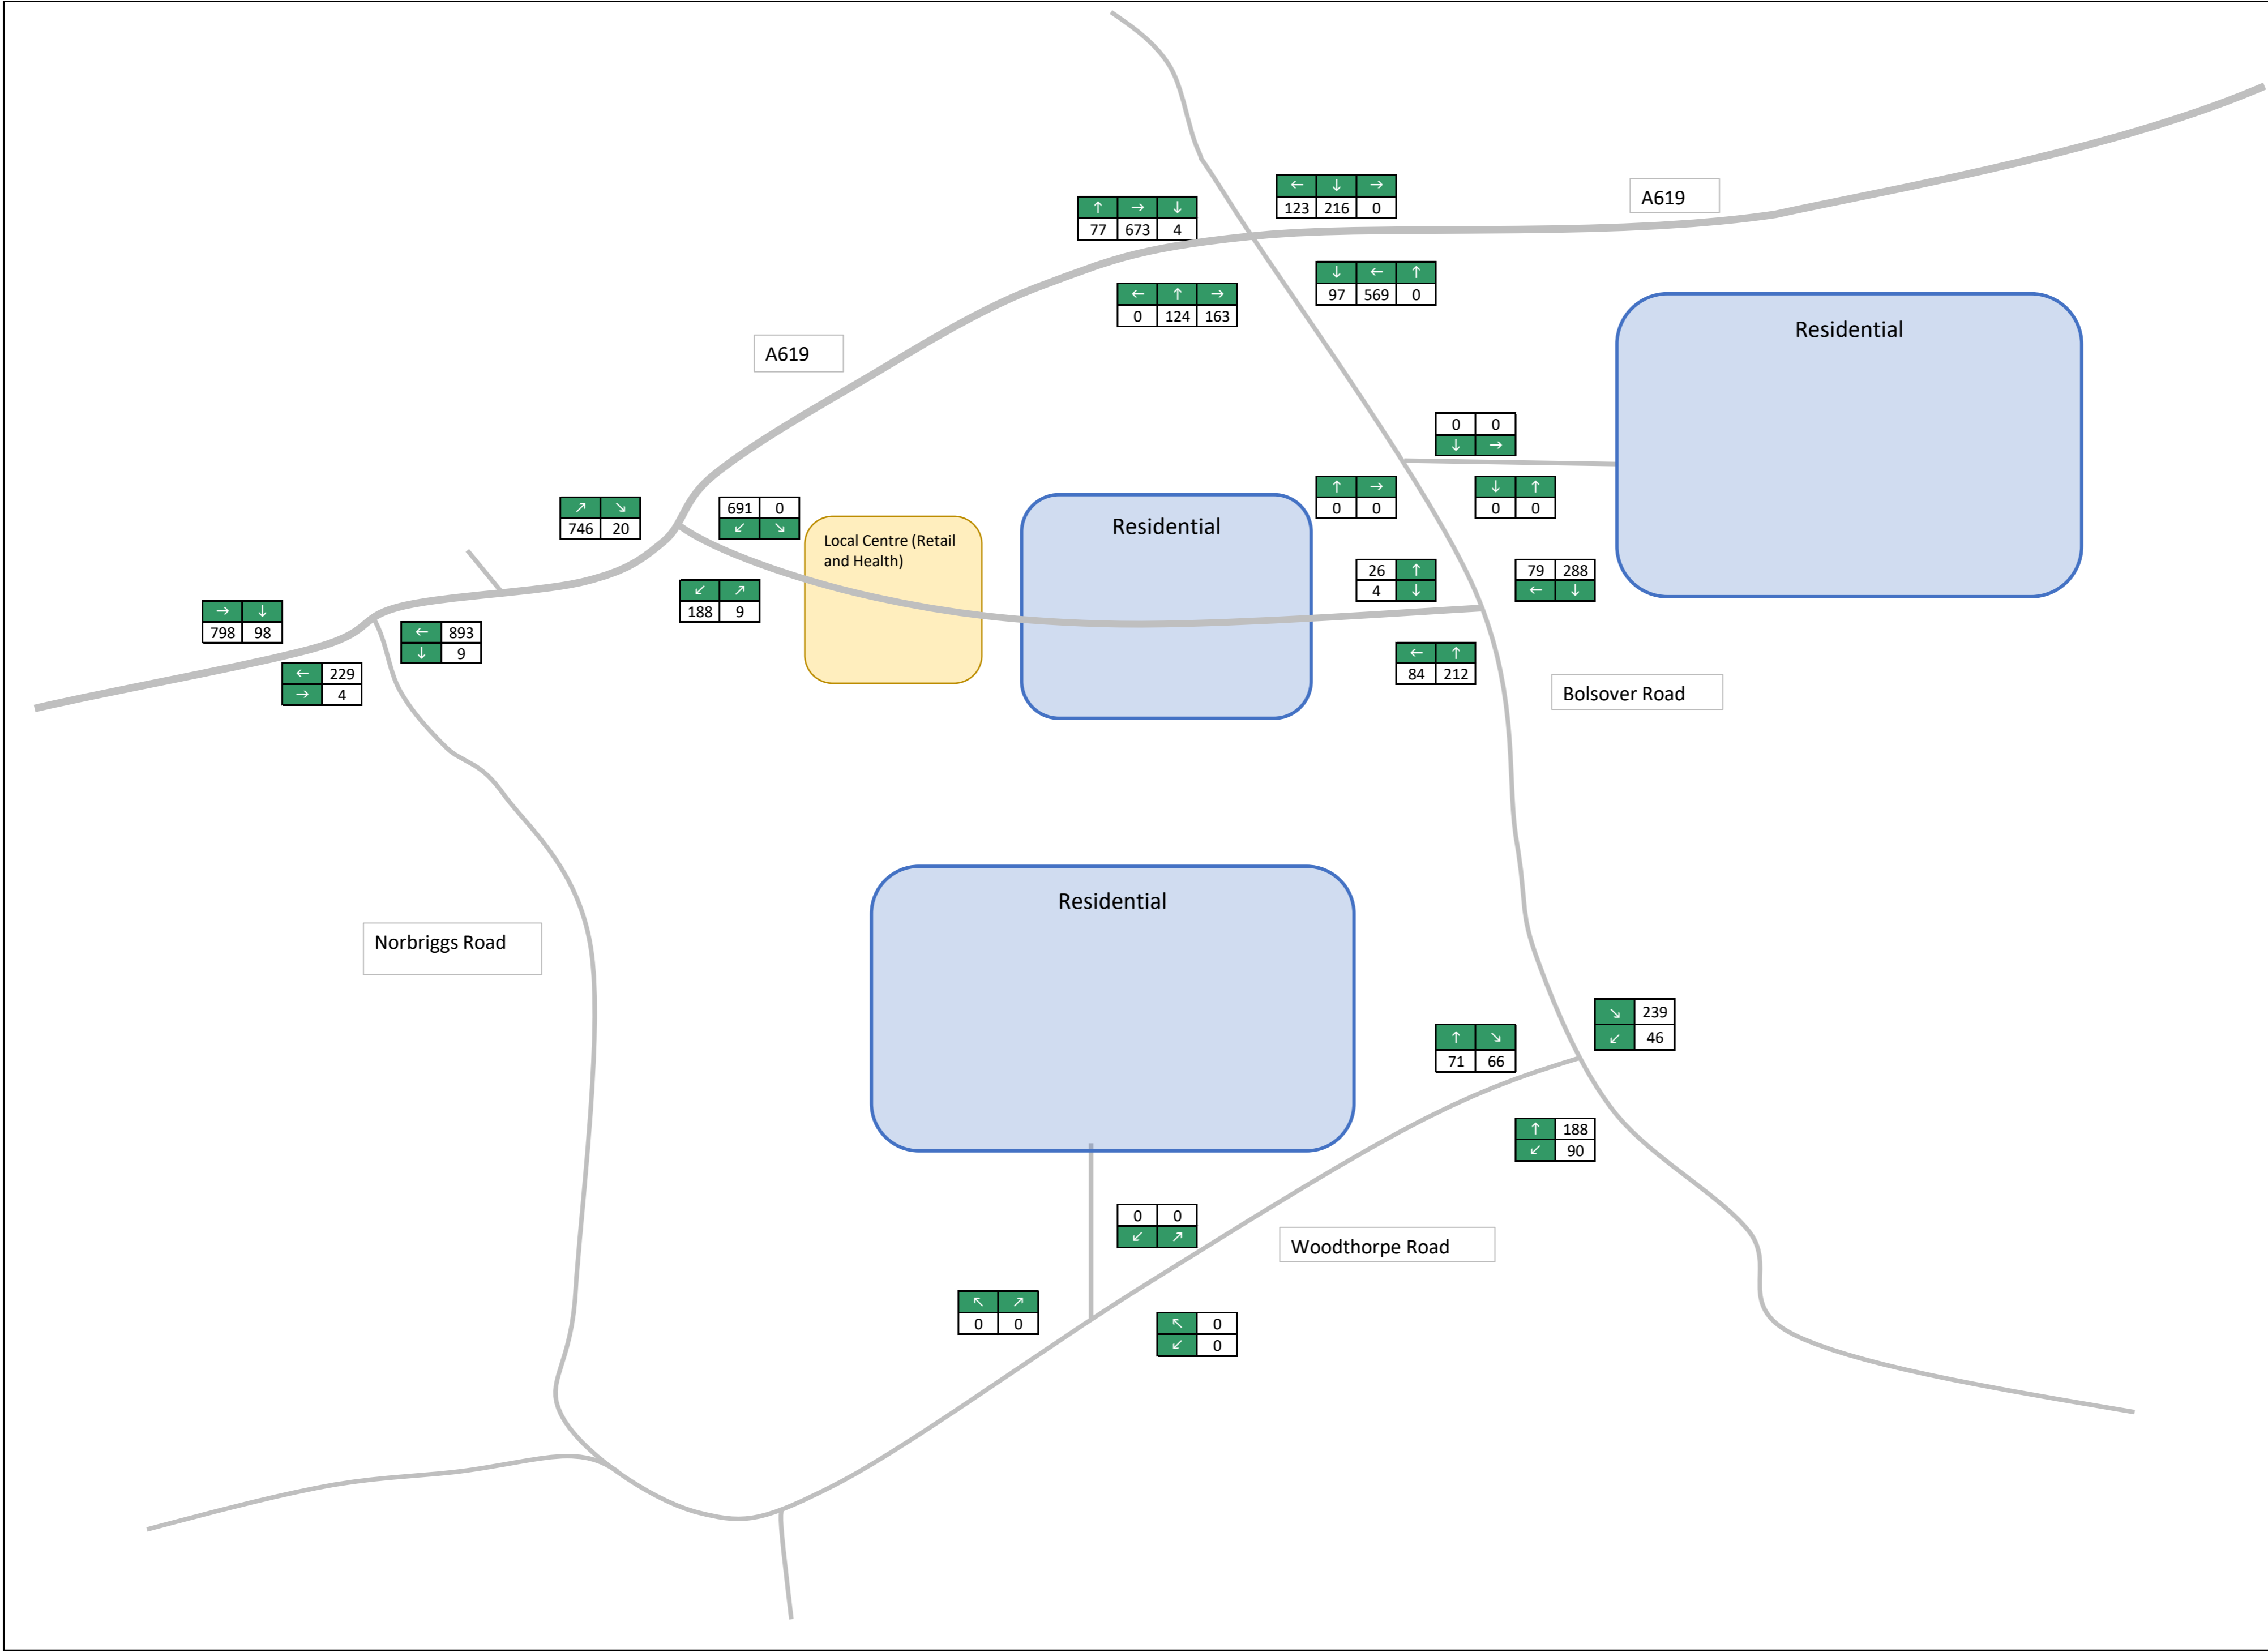 ← ↓ →
123 216 0
A619
↑ → ↓
77 673 4
↓ ← ↑
97 569 0
← ↑ →
0 124 163
Residential
A619
0 0
↓ →
↑ →
0 0
↓ ↑
0 0
↗ ↘
746 20
691 0
↙ ↘
Local Centre (Retail
and Health)
Residential
26 ↑
4 ↓
79 288
← ↓
↙ ↗
188 9
→ ↓
798 98
← 893
↓ 9
← 229
→ 4
← ↑
84 212
Bolsover Road
Residential
Norbriggs Road
↘ 239
↙ 46
↑ ↘
71 66
↑ 188
↙ 90
0 0
↙ ↗
Woodthorpe Road
↖ ↗
0 0
↖ 0
↙ 0